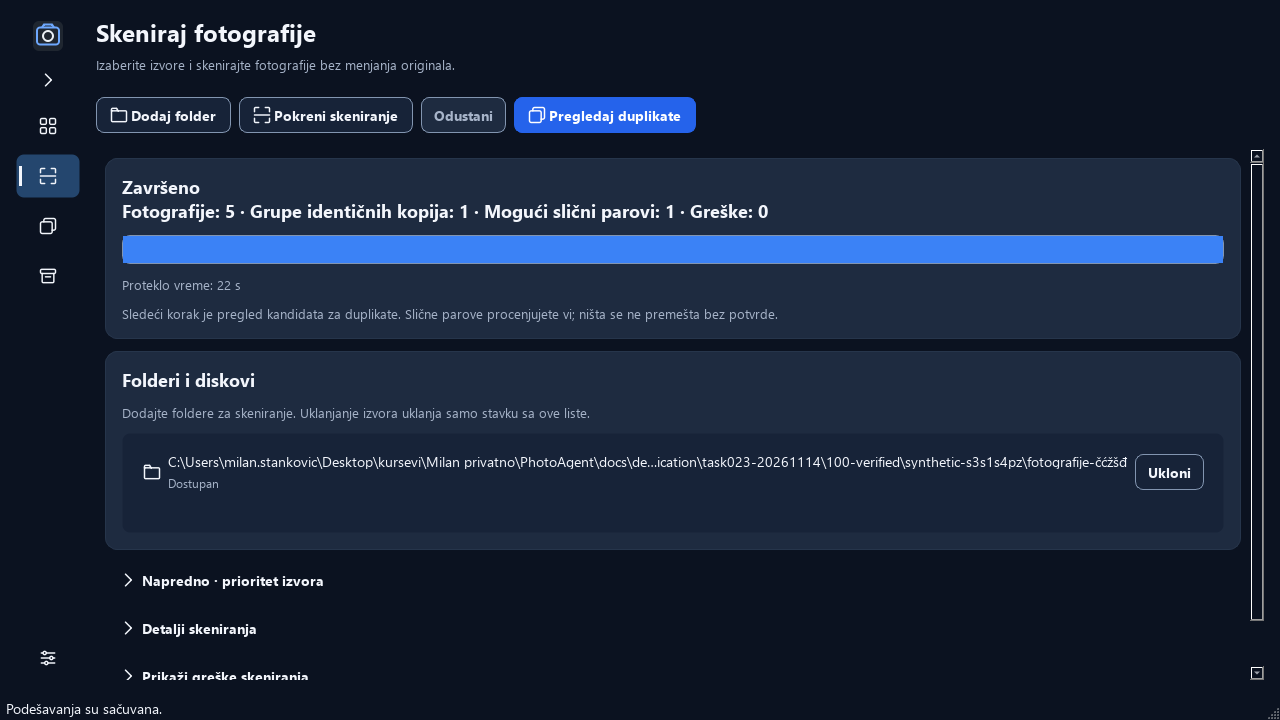 Skeniraj fotografije
Izaberite izvore i skenirajte fotografije bez menjanja originala.
Dodaj folder
Pokreni skeniranje
Odustani
Pregledaj duplikate
Završeno
Fotografije: 5 · Grupe identičnih kopija: 1 · Mogući slični parovi: 1 · Greške: 0
Proteklo vreme: 22 s
Sledeći korak je pregled kandidata za duplikate. Slične parove procenjujete vi; ništa se ne premešta bez potvrde.
Folderi i diskovi
Dodajte foldere za skeniranje. Uklanjanje izvora uklanja samo stavku sa ove liste.
C:\Users\milan.stankovic\Desktop\kursevi\Milan privatno\PhotoAgent\docs\de…ication\task023-20261114\100-verified\synthetic-s3s1s4pz\fotografije-čćžšđ
Dostupan
Ukloni
Napredno · prioritet izvora
Detalji skeniranja
Prikaži greške skeniranja
Podešavanja su sačuvana.